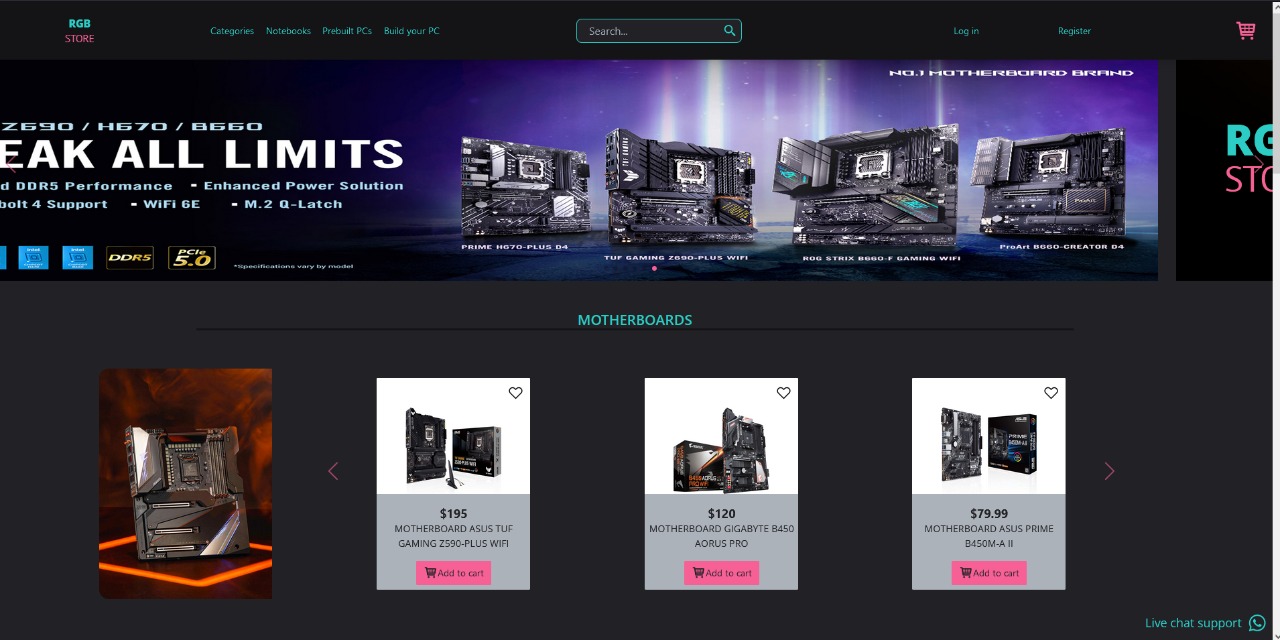 RGB
STORE
Categories
Notebooks
Prebuilt PCs
Build your PC
Search...
Log in
Register
NO.1 MOTHERBOARD BRAND
Z690 / H670 / B660
EAK ALL LIMITS
d DDR5 Performance - Enhanced Power Solution
bolt 4 Support - WiFi 6E - M.2 Q-Latch
intel
intel
DDR5
PCIe
5.0
*Specifications vary by model
PRIME H670-PLUS D4
TUF GAMING Z690-PLUS WIFI
ROG STRIX B660-F GAMING WIFI
ProArt B660-CREATOR D4
RG
STO
MOTHERBOARDS
$195
MOTHERBOARD ASUS TUF
GAMING Z590-PLUS WIFI
Add to cart
$120
MOTHERBOARD GIGABYTE B450
AORUS PRO
Add to cart
PRIME
$79.99
MOTHERBOARD ASUS PRIME
B450M-A II
Add to cart
Live chat support